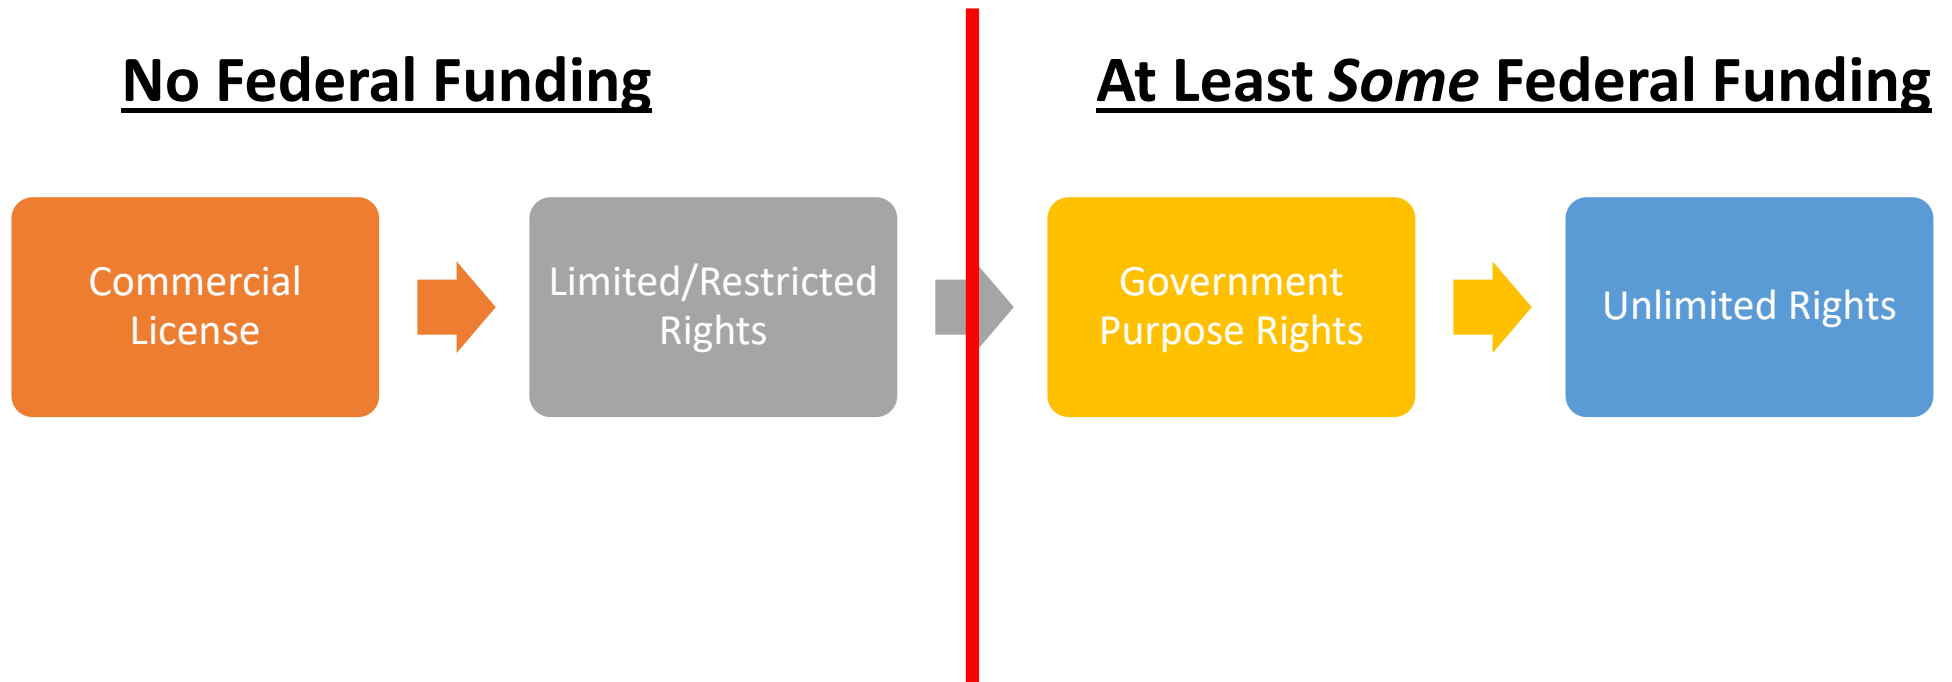 No Federal Funding
At Least Some Federal Funding
Commercial
License
Limited/Restricted
Rights
Government
Purpose Rights
Unlimited Rights